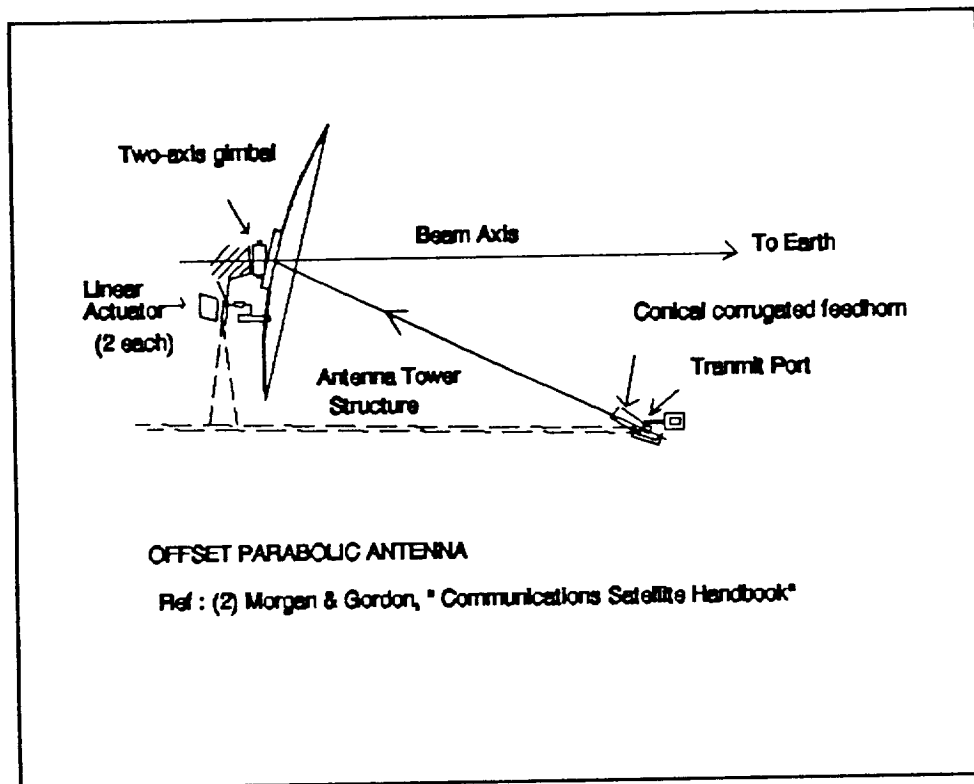 Two-axis gimbal
Beam Axis
To Earth
Linear
Actuator
(2 each)
Conical corrugated feedhorn
Tranmit Port
Antenna Tower
Structure
OFFSET PARABOLIC ANTENNA
Ref : (2) Morgan & Gordon, " Communications Satellite Handbook"